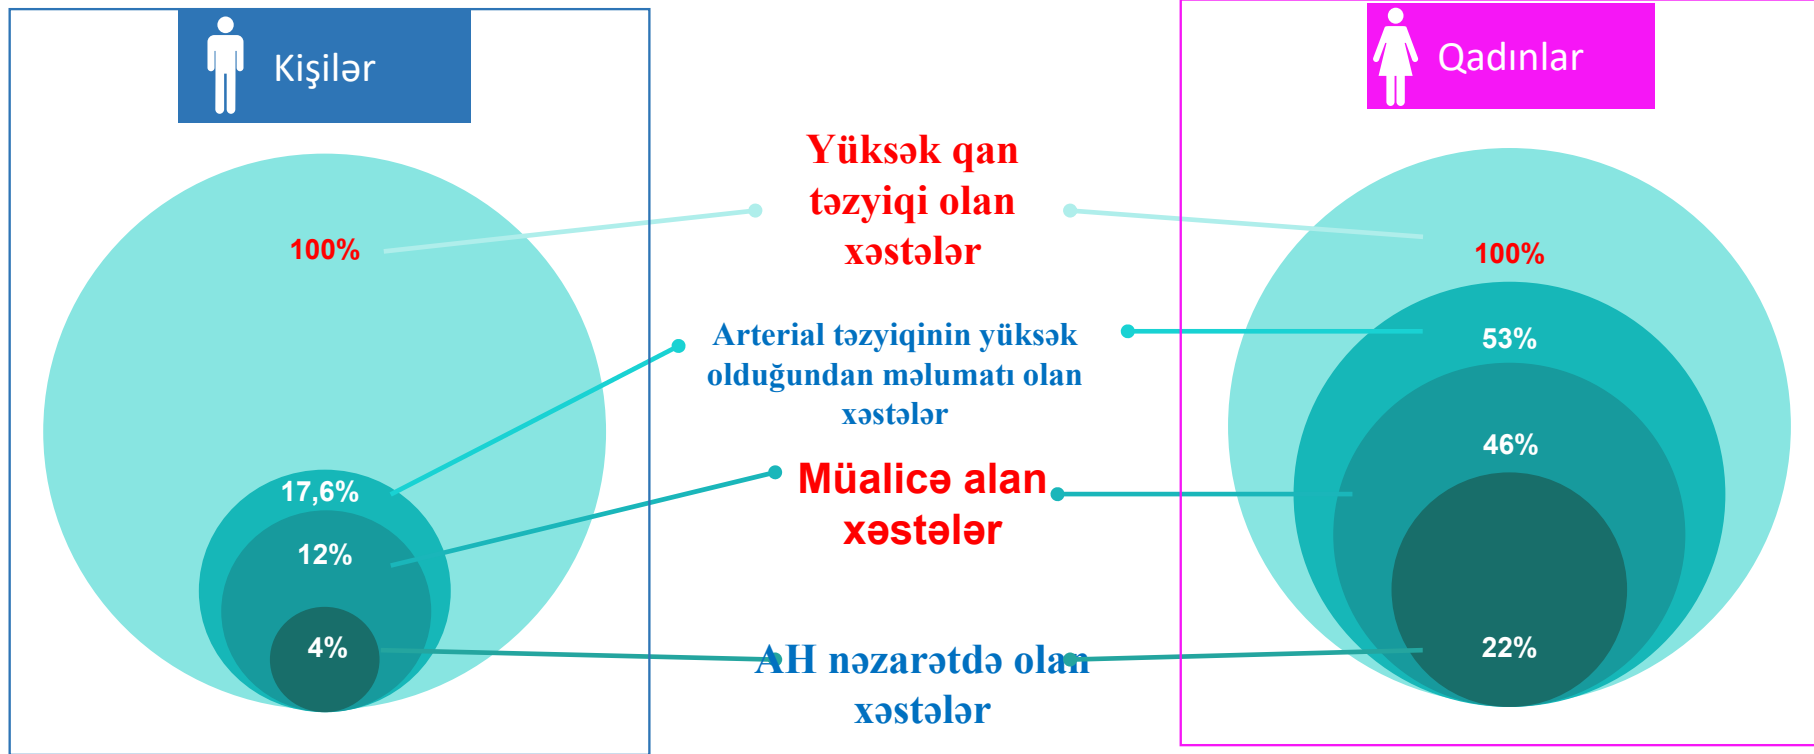 Kişilər
Qadınlar
Yüksək qan
təzyiqi olan
xəstələr
100%
100%
Arterial təzyiqinin yüksək
olduğundan məlumatı olan
xəstələr
53%
17,6%
46%
Müalicə alan
xəstələr
12%
4%
22%
AH nəzarətdə olan
xəstələr